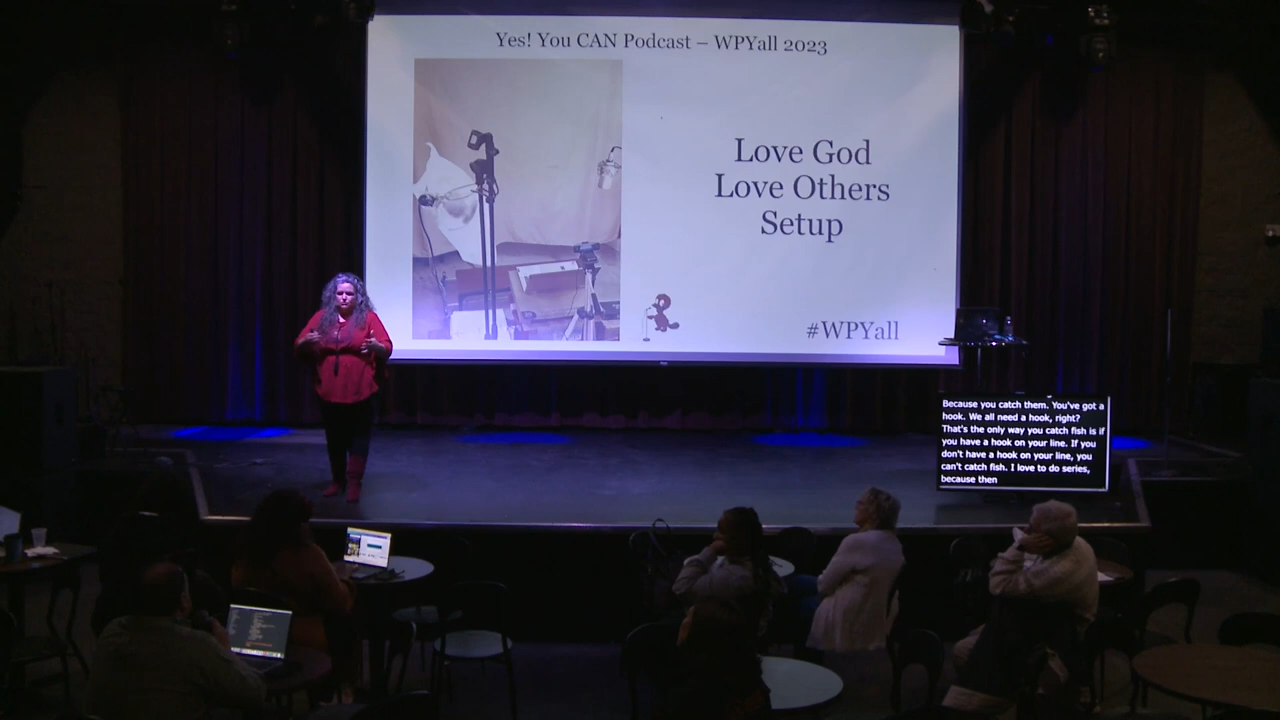 Yes! You CAN Podcast – WPYall 2023
Love God
Love Others
Setup
#WPYall
Because you catch them. You've got a
hook. We all need a hook, right?
That's the only way you catch fish is if
you have a hook on your line. If you
don't have a hook on your line, you
can't catch fish. I love to do series,
because then